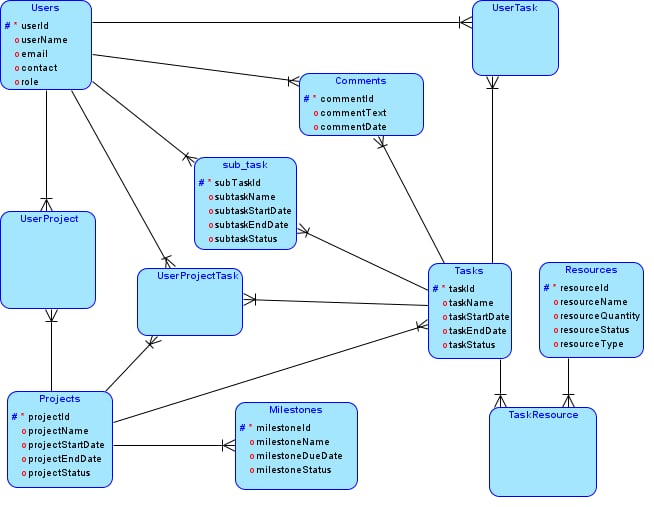 Users
# * userId
o userName
o email
o contact
o role
UserTask
Comments
# * commentId
o commentText
o commentDate
sub_task
# * subTaskId
o subtaskName
o subtaskStartDate
o subtaskEndDate
o subtaskStatus
UserProject
UserProjectTask
Tasks
# * taskId
o taskName
o taskStartDate
o taskEndDate
o taskStatus
Resources
# * resourceId
o resourceName
o resourceQuantity
o resourceStatus
o resourceType
Projects
# * projectId
o projectName
o projectStartDate
o projectEndDate
o projectStatus
Milestones
# * milestoneId
o milestoneName
o milestoneDueDate
o milestoneStatus
TaskResource